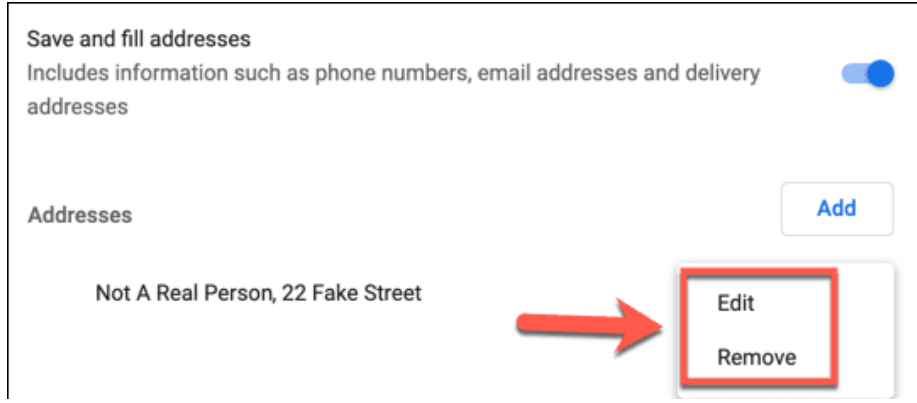 Save and fill addresses
Includes information such as phone numbers, email addresses and delivery
addresses
Addresses
Add
Not A Real Person, 22 Fake Street
Edit
Remove